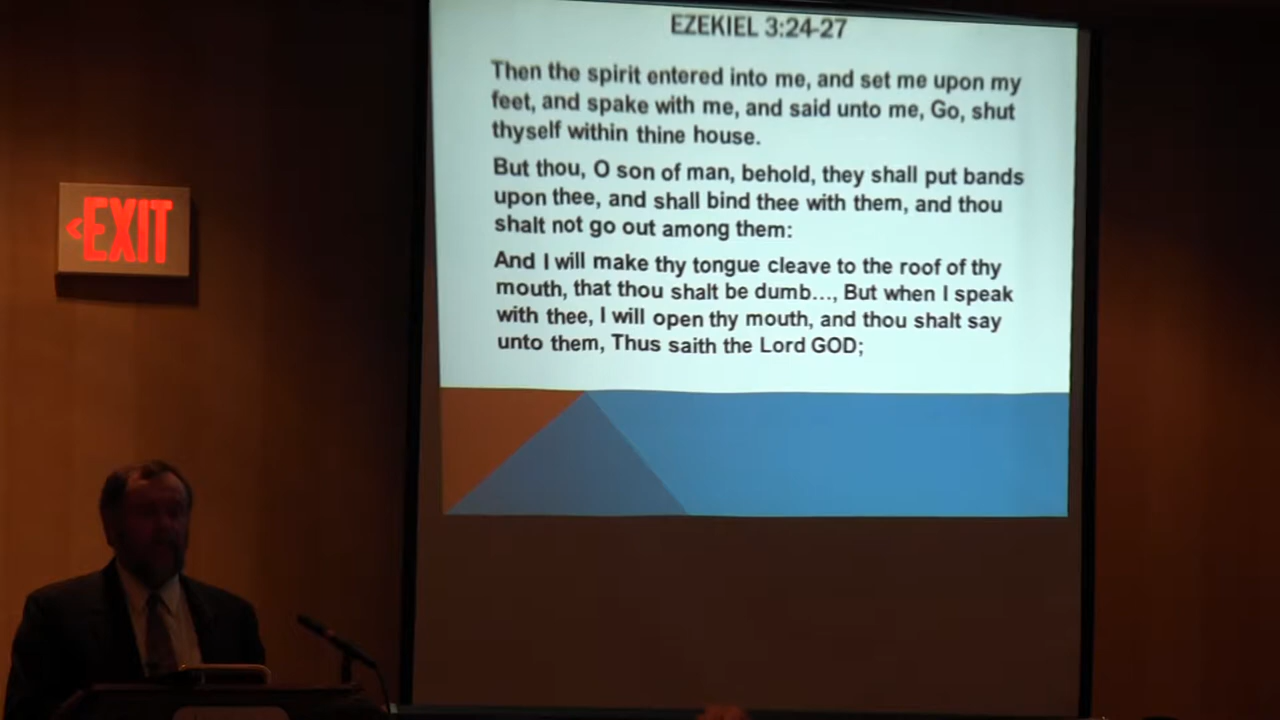 EZEKIEL 3:24-27
Then the spirit entered into me, and set me upon my
feet, and spake with me, and said unto me, Go, shut
thyself within thine house.
But thou, O son of man, behold, they shall put bands
upon thee, and shall bind thee with them, and thou
shalt not go out among them:
And I will make thy tongue cleave to the roof of thy
mouth, that thou shalt be dumb..., But when I speak
with thee, I will open thy mouth, and thou shalt say
unto them, Thus saith the Lord GOD;
<EXIT